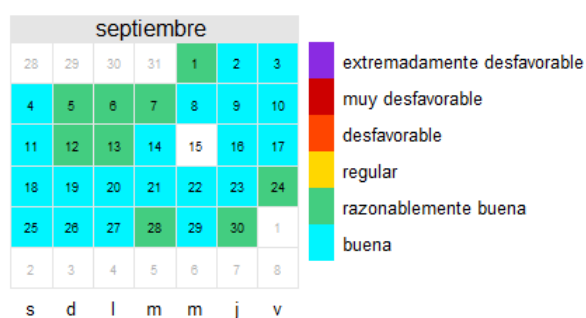 septiembre
28 29 30 31 1 2 3
4 5 6 7 8 9 10
11 12 13 14 15 16 17
18 19 20 21 22 23 24
25 26 27 28 29 30 1
2 3 4 5 6 7 8
s d l m m j v
extremadamente desfavorable
muy desfavorable
desfavorable
regular
razonablemente buena
buena